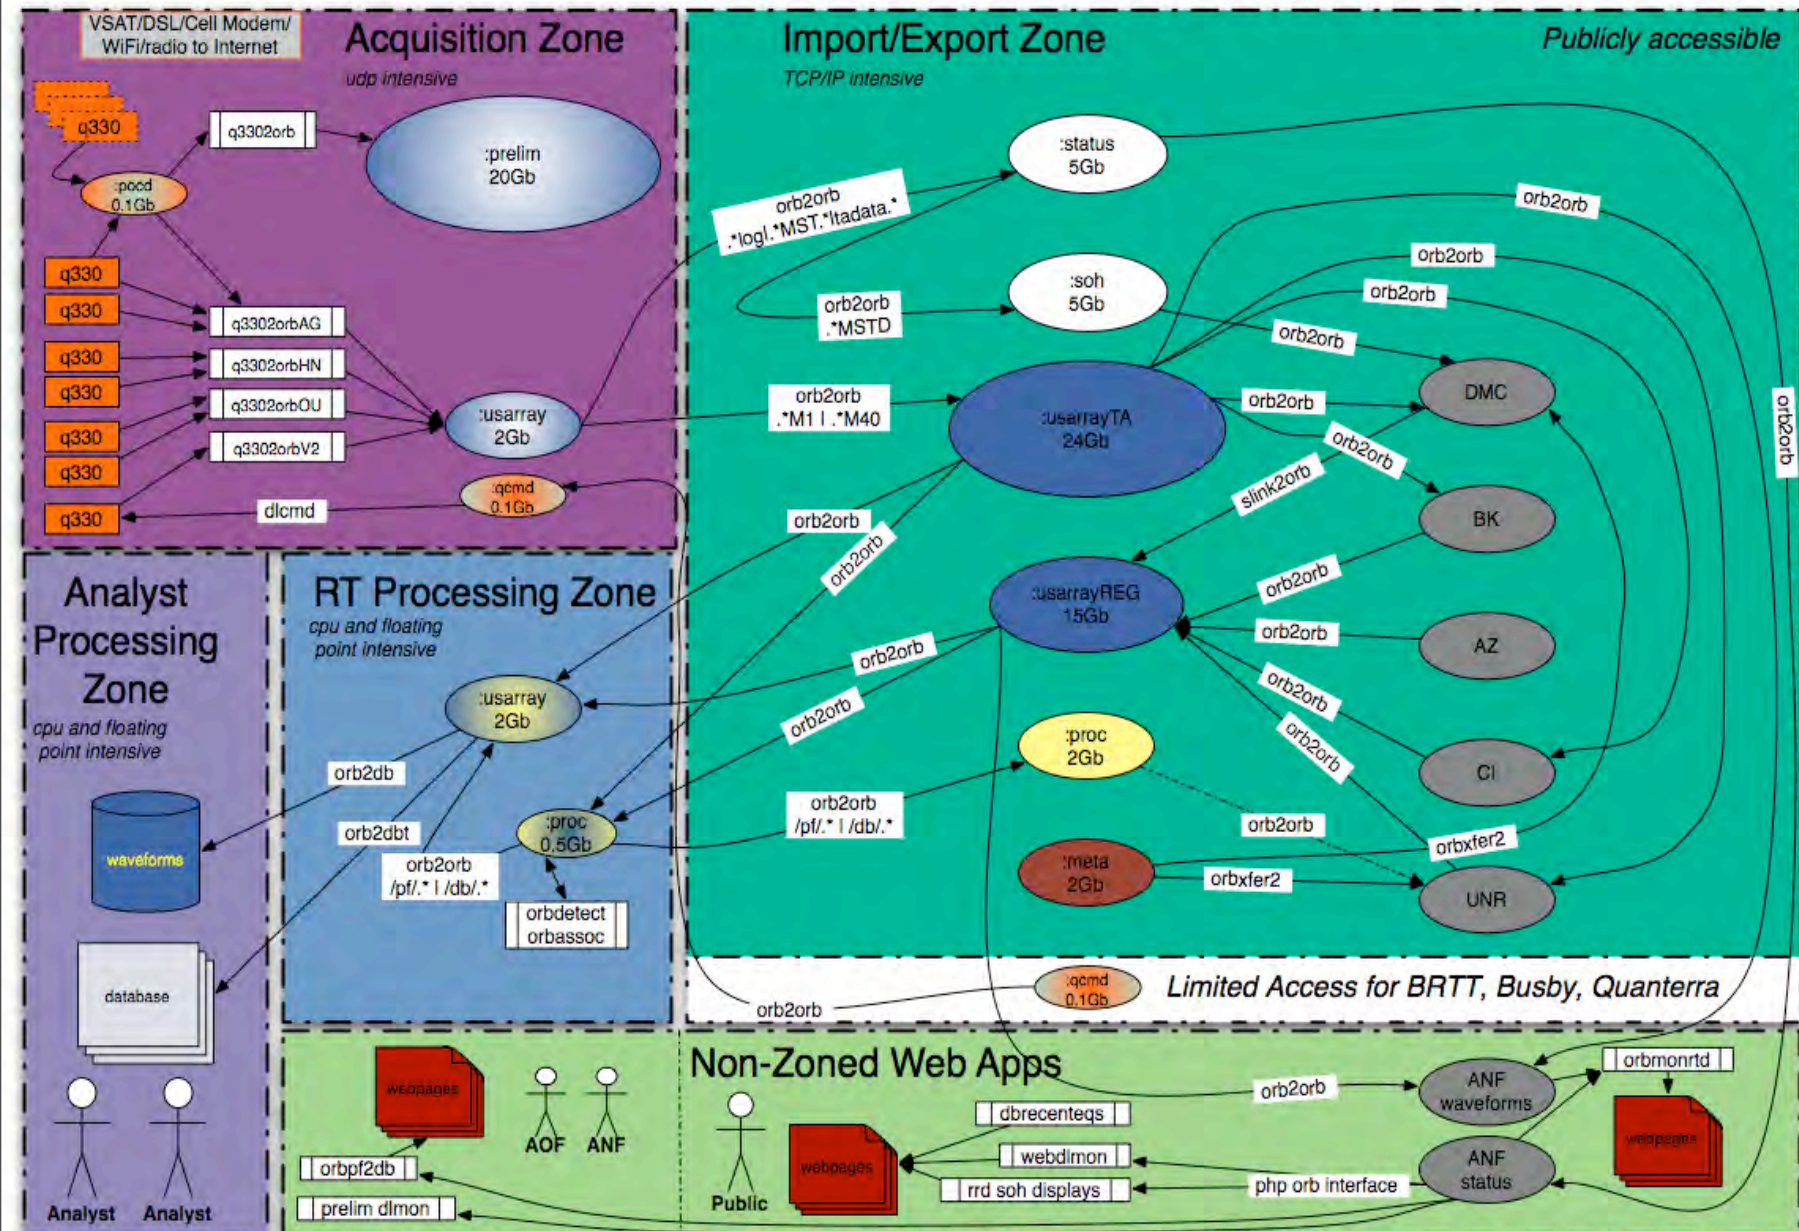 VSAT/DSL/Cell Modem/
WiFi/radio to Internet
Acquisition Zone
udp intensive
q330
q3302orb
:prelim
20Gb
:pocd
0.1Gb
q330
q330
q330
q330
q330
q330
q330
q3302orbAG
q3302orbHN
q3302orbOU
q3302orbV2
:usarray
2Gb
:qcmd
0.1Gb
dlcmd
Import/Export Zone
Publicly accessible
TCP/IP intensive
:status
5Gb
orb2orb
.*log|.*MST.*|tadata.*
:soh
5Gb
orb2orb
.*MSTD
orb2orb
orb2orb
orb2orb
orb2orb
orb2orb
orb2orb
.*M1 | .*M40
:usarrayTA
24Gb
orb2orb
DMC
orb2orb
slink2orb
BK
orb2orb
orb2orb
:usarrayREG
15Gb
orb2orb
orb2orb
AZ
orb2orb
orb2orb
orb2orb
orb2orb
:proc
2Gb
CI
orb2orb
/pf/.* | /db/.*
orb2orb
orbxfer2
:meta
2Gb
orbxfer2
UNR
Analyst
Processing
Zone
cpu and floating
point intensive
waveforms
database
Analyst
Analyst
RT Processing Zone
cpu and floating
point intensive
:usarray
2Gb
orb2db
orb2dbt
orb2orb
/pf/.* | /db/.*
:proc
0.5Gb
orbdetect
orbassoc
orb2orb
:qcmd
0.1Gb
Limited Access for BRTT, Busby, Quanterra
Non-Zoned Web Apps
webpages
AOF
ANF
orbpf2db
prelim dlmon
Public
webpages
dbrecenteqs
webdlmon
rrd soh displays
orb2orb
php orb interface
ANF
waveforms
ANF
status
orbmonrtd
webpages